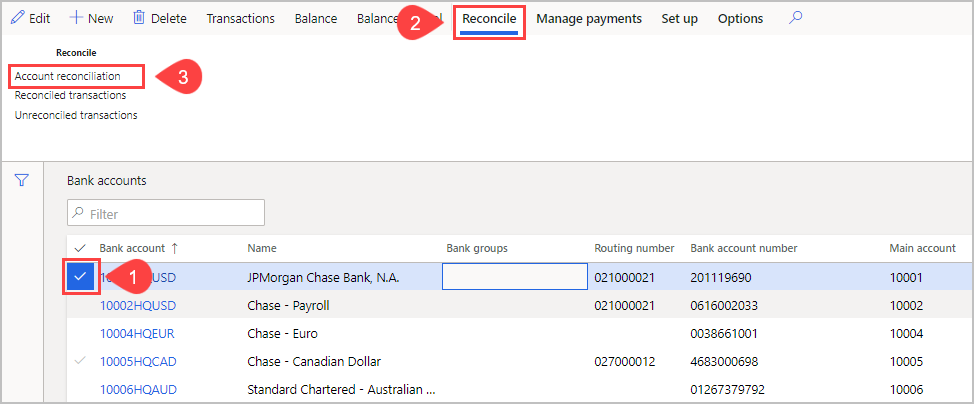 Edit New Delete Transactions Balance Balance Reconcile Manage payments Set up Options
2
Reconcile
Account reconciliation
3
Reconciled transactions
Unreconciled transactions
Bank accounts
Filter
Bank account ↑ Name Bank groups Routing number Bank account number Main account
1 USD JPMorgan Chase Bank, N.A. 021000021 201119690 10001
1
10002HQUSD Chase - Payroll 021000021 0616002033 10002
10004HQEUR Chase - Euro 0038661001 10004
10005HQCAD Chase - Canadian Dollar 027000012 4683000698 10005
10006HQAUD Standard Chartered - Australian ... 01267379792 10006